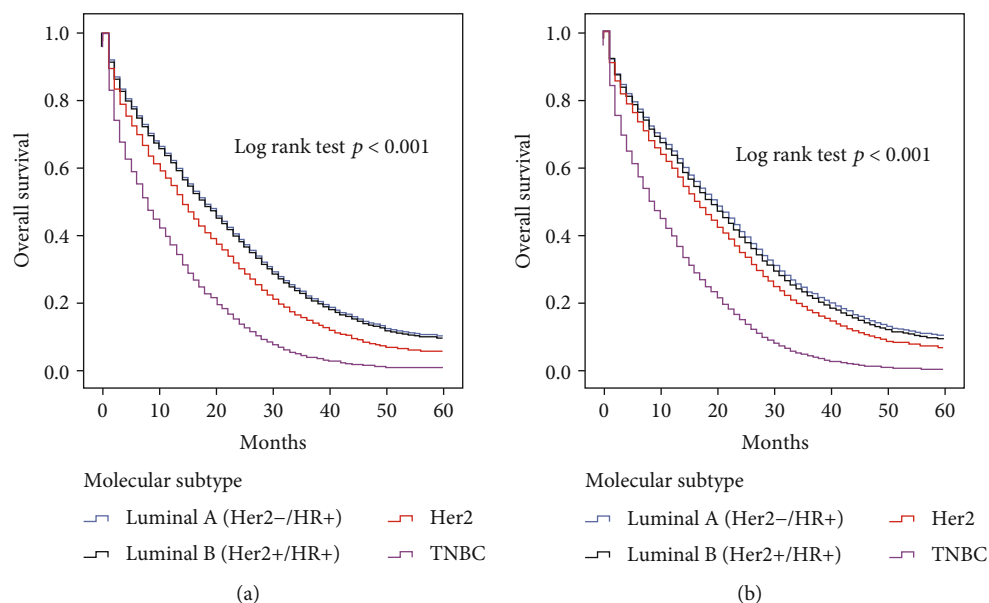 1.0
0.8
0.6
0.4
0.2
0.0
Overall survival
Log rank test p < 0.001
0 10 20 30 40 50 60
Months
Molecular subtype
Luminal A (Her2−/HR+) Her2
Luminal B (Her2+/HR+) TNBC
(a)
1.0
0.8
0.6
0.4
0.2
0.0
Overall survival
Log rank test p < 0.001
0 10 20 30 40 50 60
Months
Molecular subtype
Luminal A (Her2−/HR+) Her2
Luminal B (Her2+/HR+) TNBC
(b)